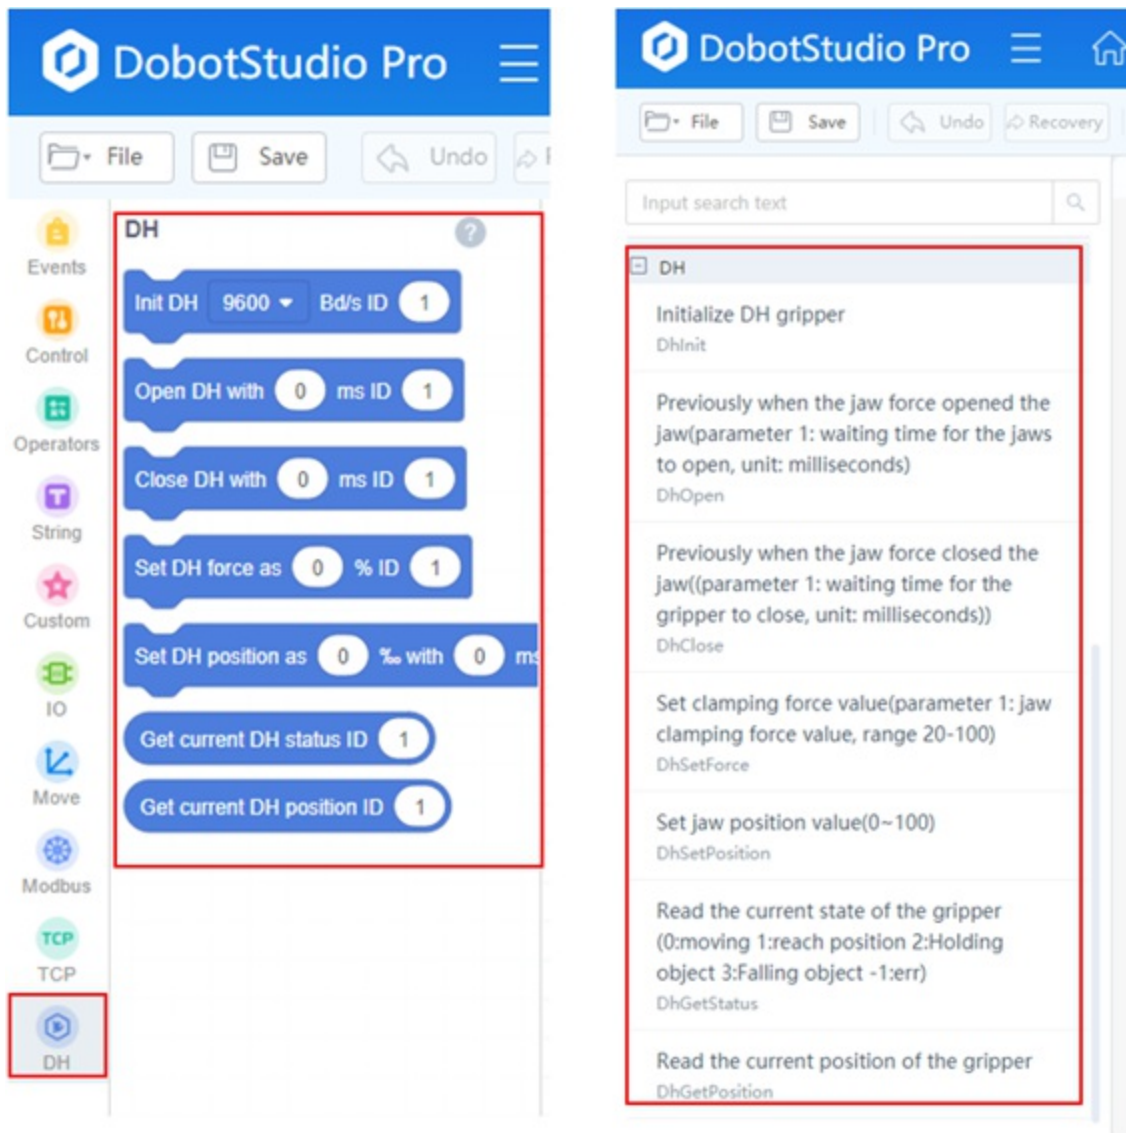 DobotStudio Pro
File
Save
Undo
Events
Control
Operators
String
Custom
IO
Move
Modbus
TCP
TCP
DH
DH
?
Init DH 9600 Bd/s ID 1
Open DH with 0 ms ID 1
Close DH with 0 ms ID 1
Set DH force as 0 % ID 1
Set DH position as 0 ‰ with 0 ms
Get current DH status ID 1
Get current DH position ID 1
DobotStudio Pro
File
Save
Undo
Recovery
Input search text
DH
Initialize DH gripper
DhInit
Previously when the jaw force opened the
jaw(parameter 1: waiting time for the jaws
to open, unit: milliseconds)
DhOpen
Previously when the jaw force closed the
jaw((parameter 1: waiting time for the
gripper to close, unit: milliseconds))
DhClose
Set clamping force value(parameter 1: jaw
clamping force value, range 20-100)
DhSetForce
Set jaw position value(0~100)
DhSetPosition
Read the current state of the gripper
(0:moving 1:reach position 2:Holding
object 3:Falling object -1:err)
DhGetStatus
Read the current position of the gripper
DhGetPosition